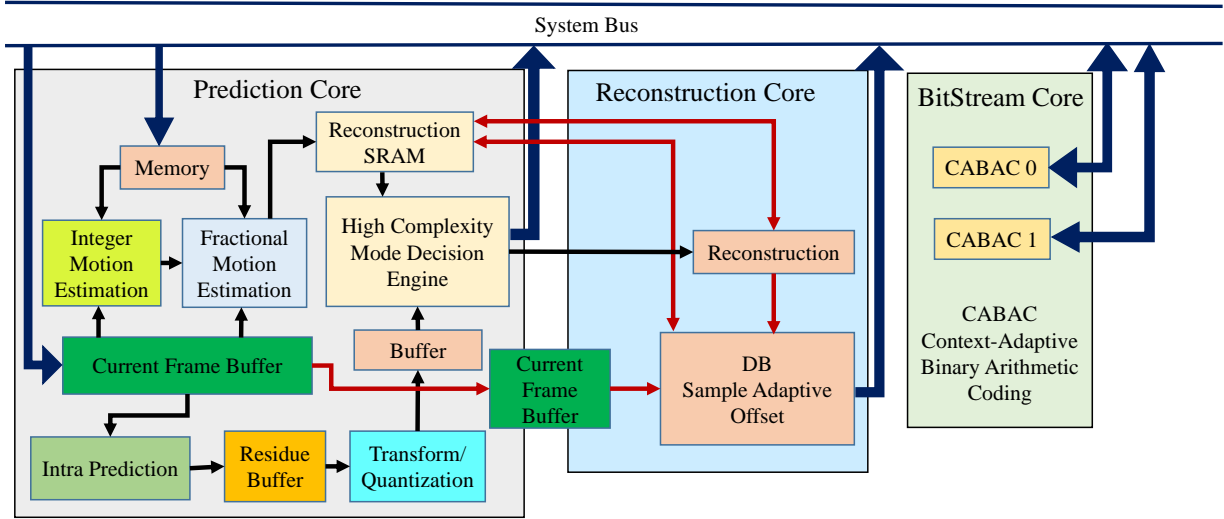 System Bus
Prediction Core
Reconstruction
SRAM
Memory
Integer
Motion
Estimation
Fractional
Motion
Estimation
High Complexity
Mode Decision
Engine
Current Frame Buffer
Buffer
Intra Prediction
Residue
Buffer
Transform/
Quantization
Current
Frame
Buffer
Reconstruction Core
Reconstruction
DB
Sample Adaptive
Offset
BitStream Core
CABAC 0
CABAC 1
CABAC
Context-Adaptive
Binary Arithmetic
Coding